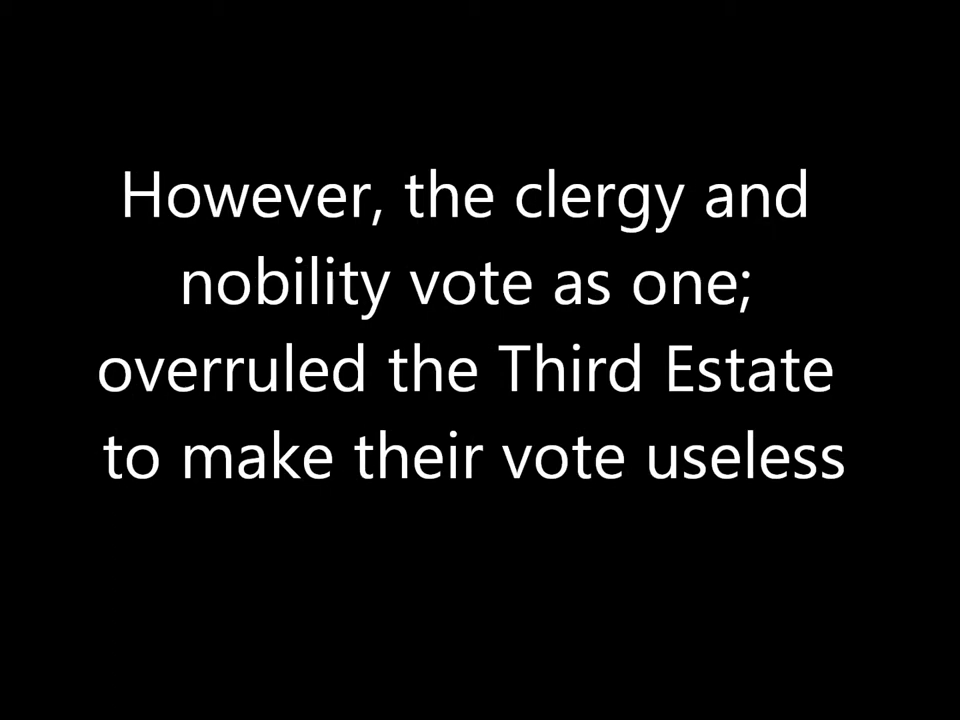 However, the clergy and
nobility vote as one;
overruled the Third Estate
to make their vote useless